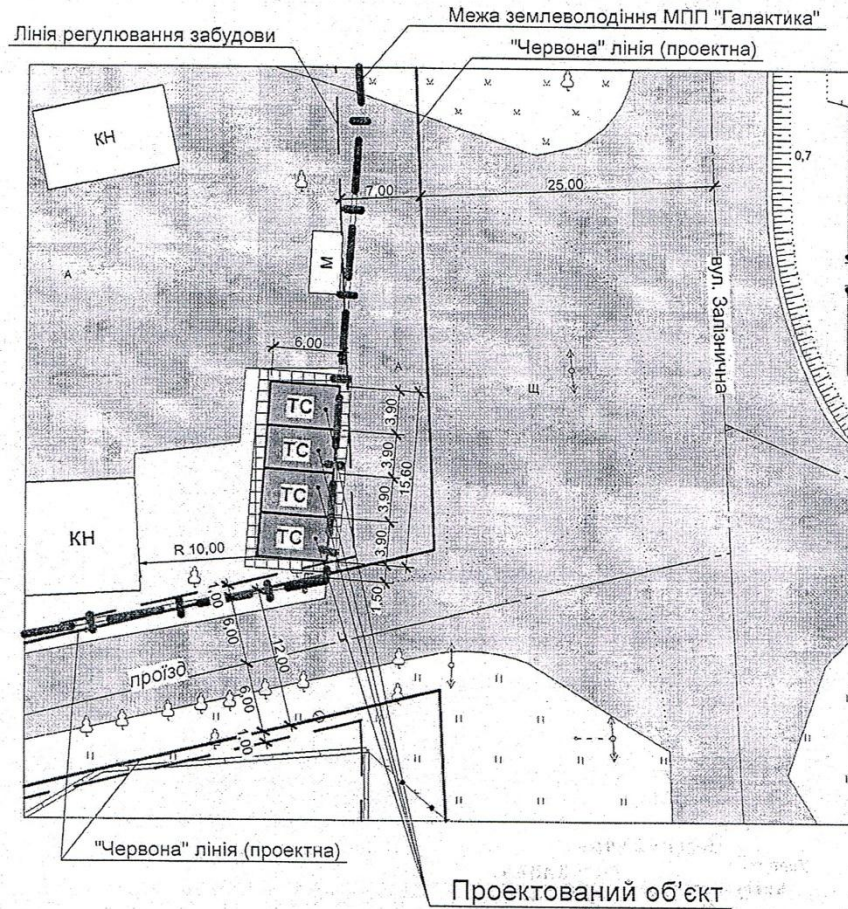 Межа землеволодіння МПП "Галактика"
Лінія регулювання забудови
"Червона" лінія (проектна)
КН
0,7
7,00
25,00
А
М
вул. Залізнична
6,00
А
Щ
ТС
3,90
ТС
3,90
15,60
ТС
3,90
КН
ТС
3,90
R 10,00
1,50
1,00
6,00
12,00
проїзд
6,00
1,00
"Червона" лінія (проектна)
Проектований об'єкт